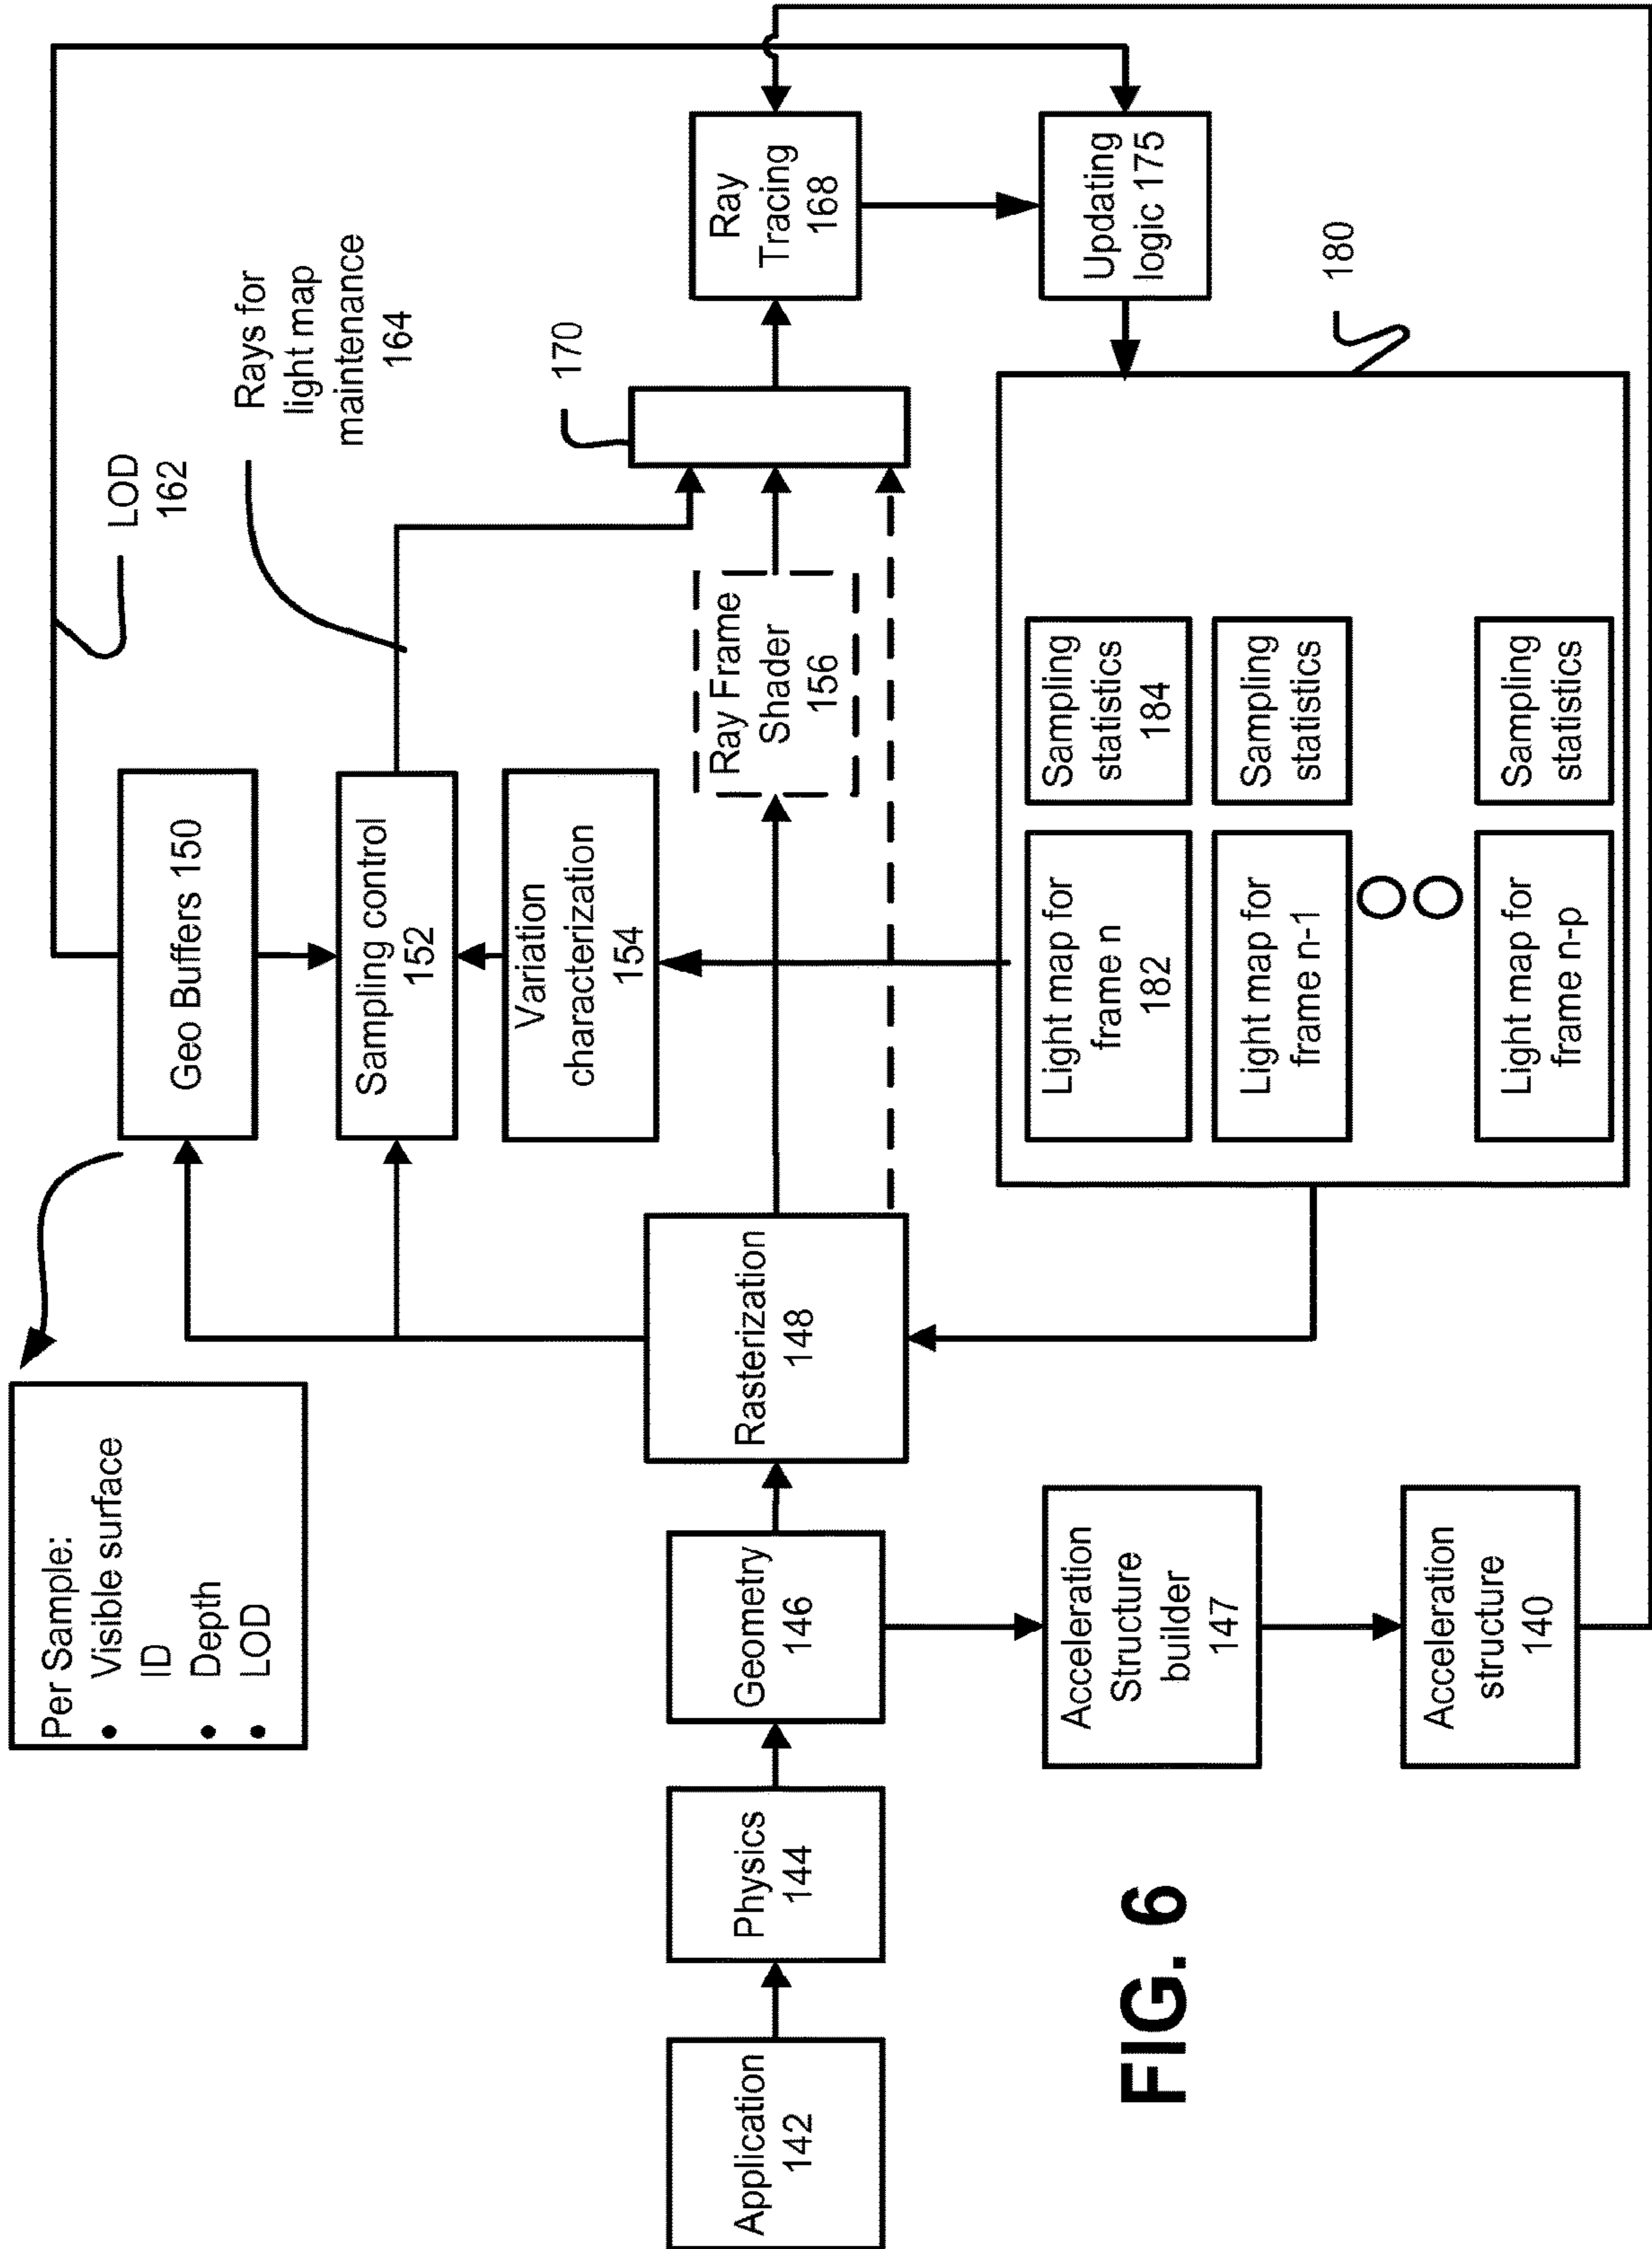 Per Sample:
• Visible surface
ID
• Depth
• LOD
LOD
162
Rays for
light map
maintenance
164
Geo Buffers 150
Sampling control
152
Variation
characterization
154
170
Application
142
Physics
144
Geometry
146
Rasterization
148
Ray Frame
Shader
156
Ray
Tracing
168
Acceleration
Structure
builder
147
Acceleration
structure
140
Updating
logic 175
180
Light map for
frame n
182
Sampling
statistics
184
Light map for
frame n-1
Sampling
statistics
Light map for
frame n-p
Sampling
statistics
FIG. 6